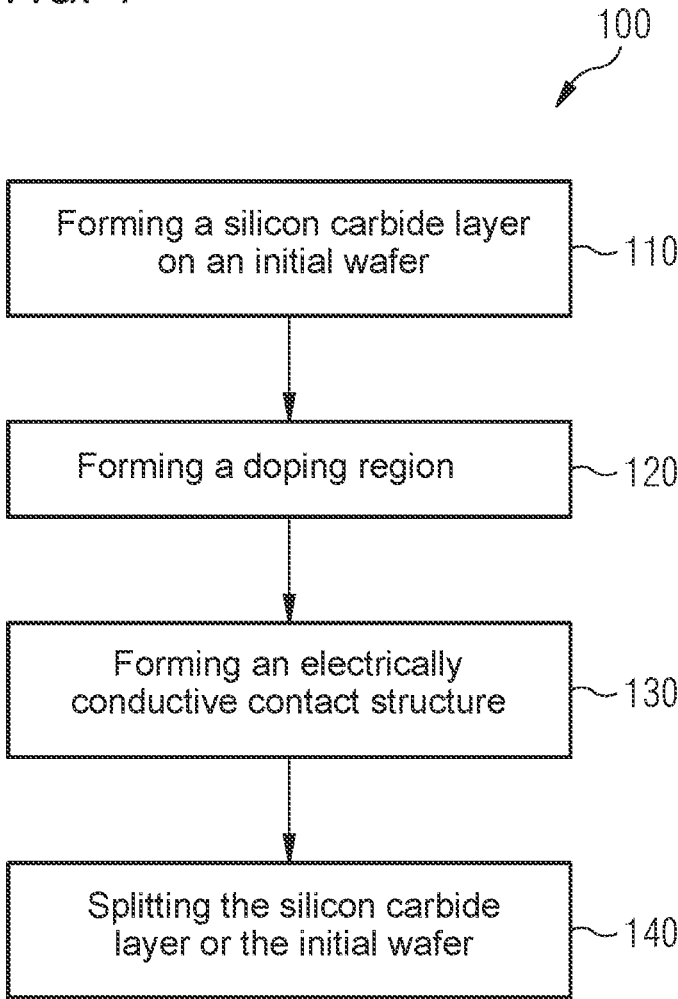 100
Forming a silicon carbide layer
on an initial wafer
110
Forming a doping region
120
Forming an electrically
conductive contact structure
130
Splitting the silicon carbide
layer or the initial wafer
140